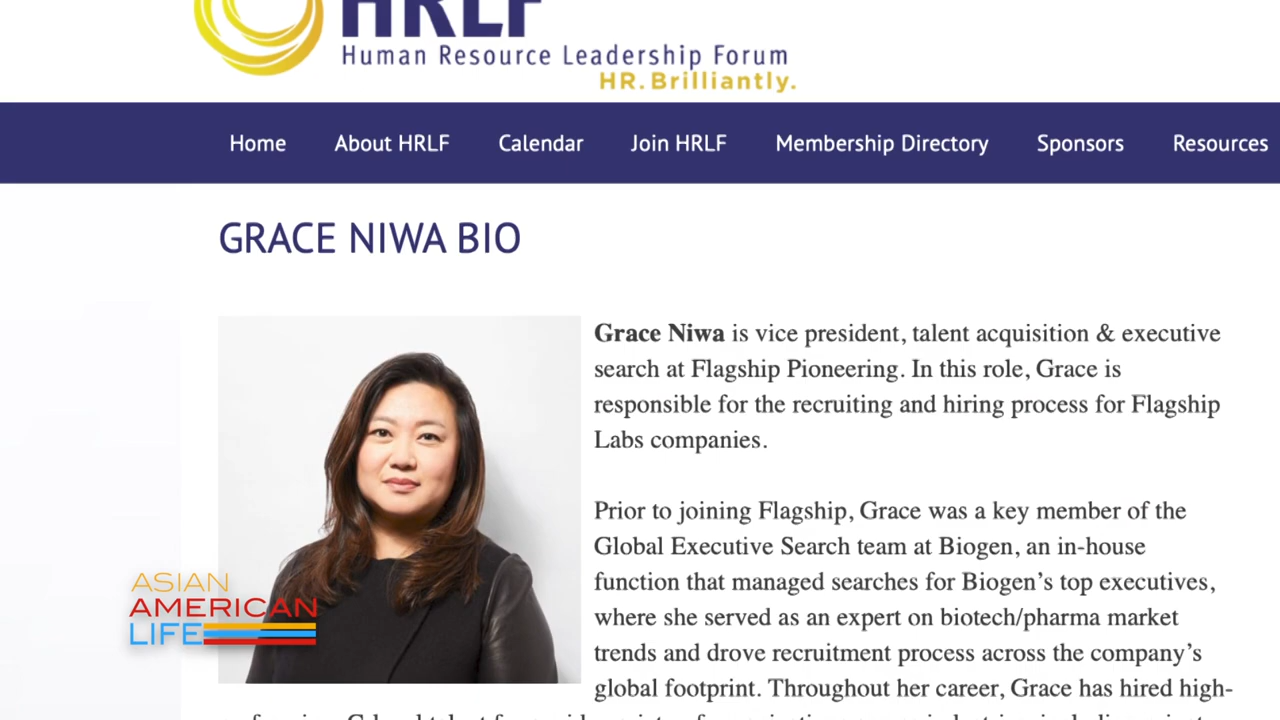 HRLF
Human Resource Leadership Forum
HR. Brilliantly.
Home About HRLF Calendar Join HRLF Membership Directory Sponsors Resources
GRACE NIWA BIO
Grace Niwa is vice president, talent acquisition & executive
search at Flagship Pioneering. In this role, Grace is
responsible for the recruiting and hiring process for Flagship
Labs companies.
Prior to joining Flagship, Grace was a key member of the
Global Executive Search team at Biogen, an in-house
function that managed searches for Biogen’s top executives,
where she served as an expert on biotech/pharma market
trends and drove recruitment process across the company’s
global footprint. Throughout her career, Grace has hired high-
ASIAN
AMERICAN
LIFE